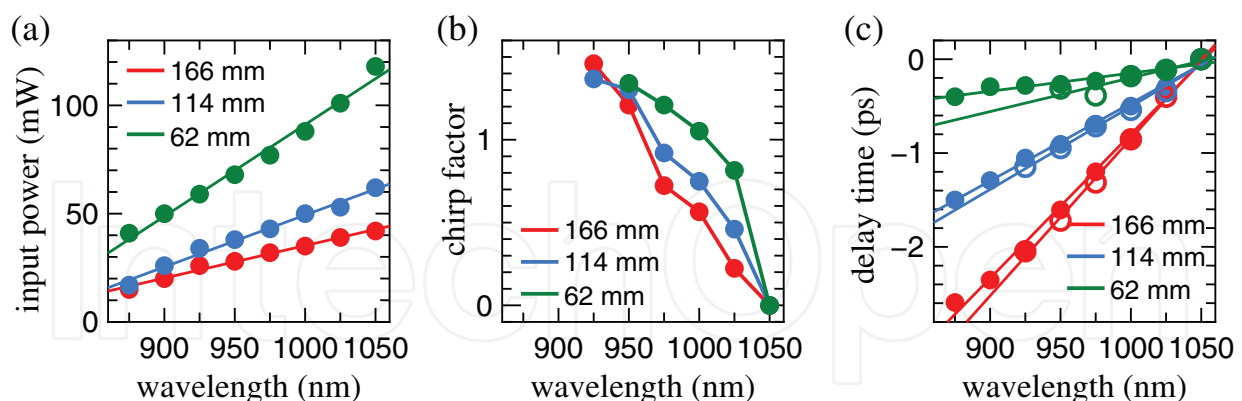 (a)
input power (mW)
100
50
0
166 mm
114 mm
62 mm
900 950 1000 1050
wavelength (nm)
(b)
chirp factor
1
0
166 mm
114 mm
62 mm
900 950 1000 1050
wavelength (nm)
(c)
delay time (ps)
0
−1
−2
166 mm
114 mm
62 mm
900 950 1000 1050
wavelength (nm)
IntechOpen